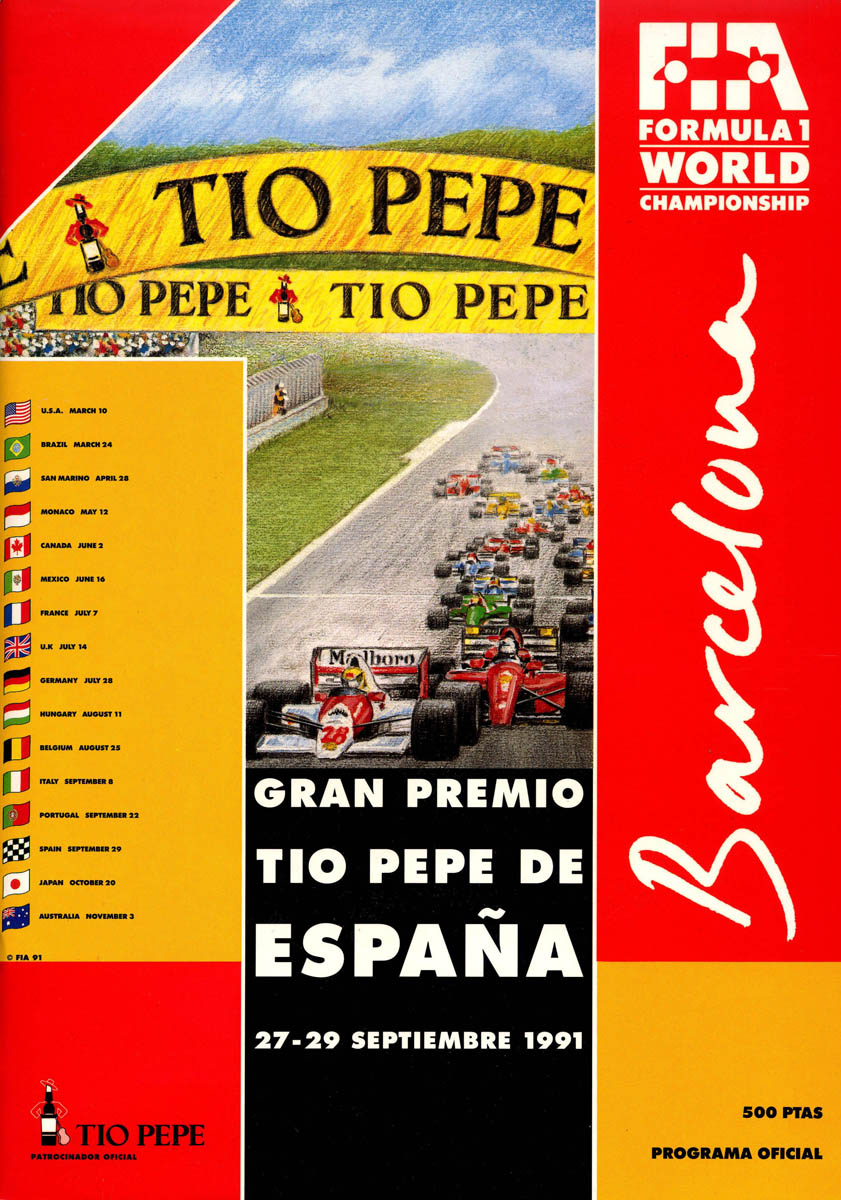 FIA
FORMULA 1
WORLD
CHAMPIONSHIP
TIO PEPE
TIO PEPE TIO PEPE
Barcelona
U.S.A. MARCH 10
BRAZIL MARCH 24
SAN MARINO APRIL 28
MONACO MAY 12
CANADA JUNE 2
MEXICO JUNE 16
FRANCE JULY 7
U.K JULY 14
GERMANY JULY 28
HUNGARY AUGUST 11
BELGIUM AUGUST 25
ITALY SEPTEMBER 8
PORTUGAL SEPTEMBER 22
SPAIN SEPTEMBER 29
JAPAN OCTOBER 20
AUSTRALIA NOVEMBER 3
© FIA 91
Marlboro
28
GRAN PREMIO
TIO PEPE DE
ESPAÑA
27-29 SEPTIEMBRE 1991
TIO PEPE
PATROCINADOR OFICIAL
500 PTAS
PROGRAMA OFICIAL